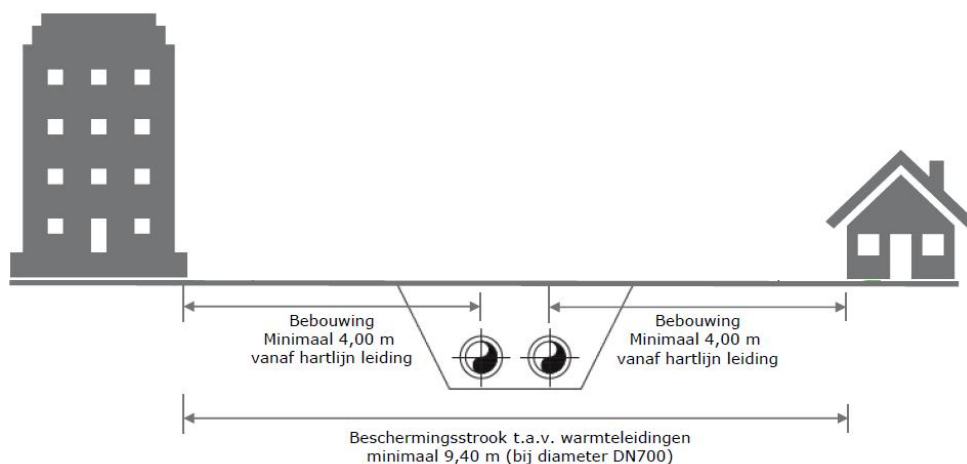 Bebouwing
Minimaal 4,00 m
vanaf hartlijn leiding
Bebouwing
Minimaal 4,00 m
vanaf hartlijn leiding
Beschermingsstrook t.a.v. warmteleidingen
minimaal 9,40 m (bij diameter DN700)